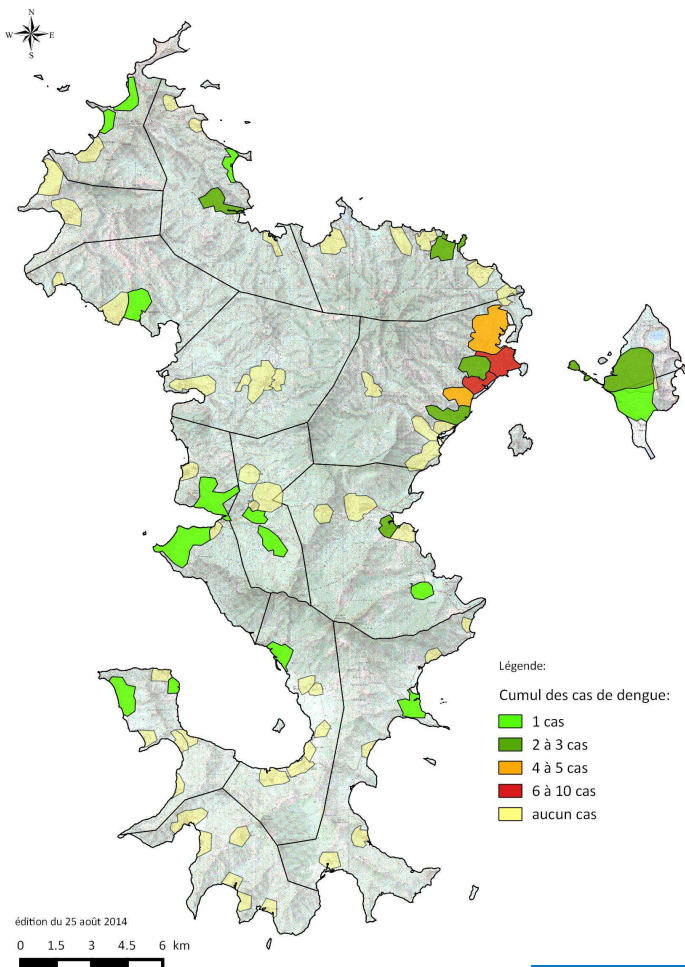 N
W E
S
Légende:
Cumul des cas de dengue:
1 cas
2 à 3 cas
4 à 5 cas
6 à 10 cas
aucun cas
édition du 25 août 2014
0 1.5 3 4.5 6 km